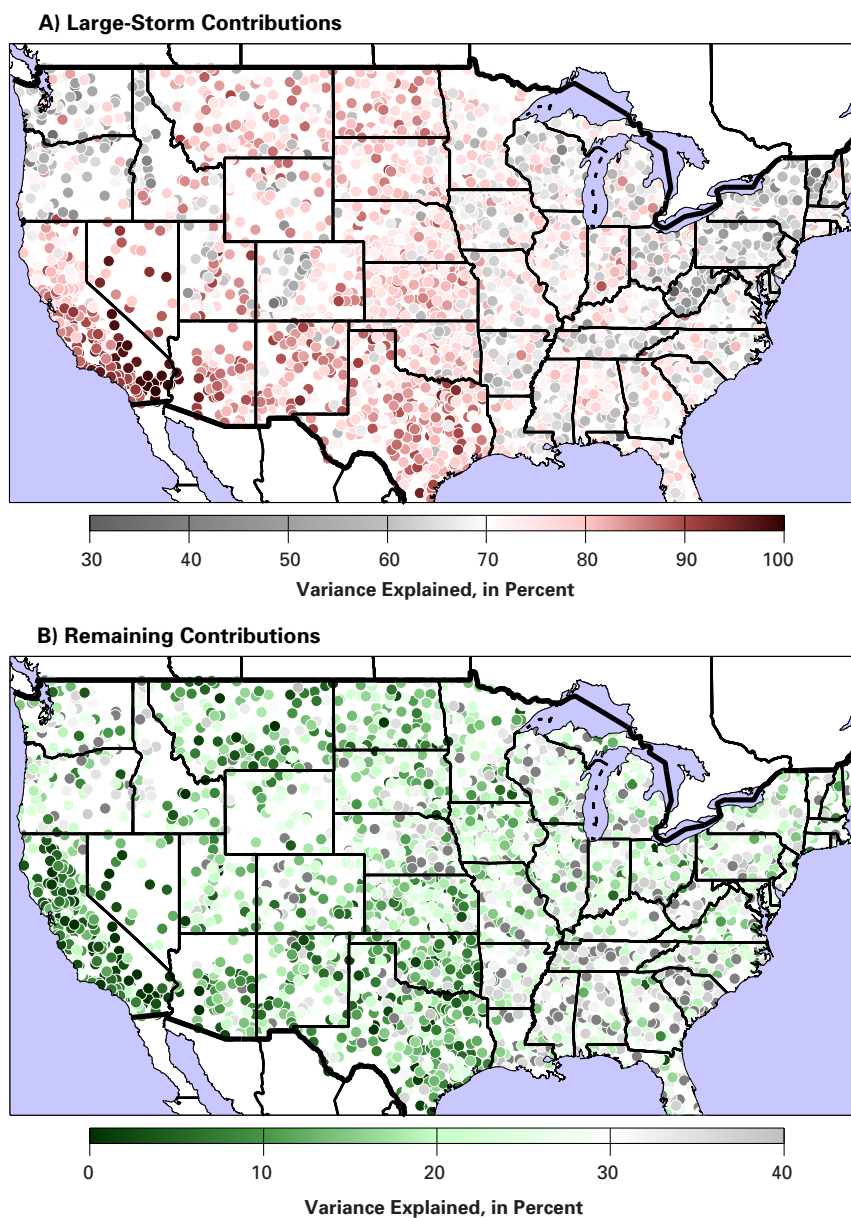 A) Large-Storm Contributions
30 40 50 60 70 80 90 100
Variance Explained, in Percent
B) Remaining Contributions
0 10 20 30 40
Variance Explained, in Percent